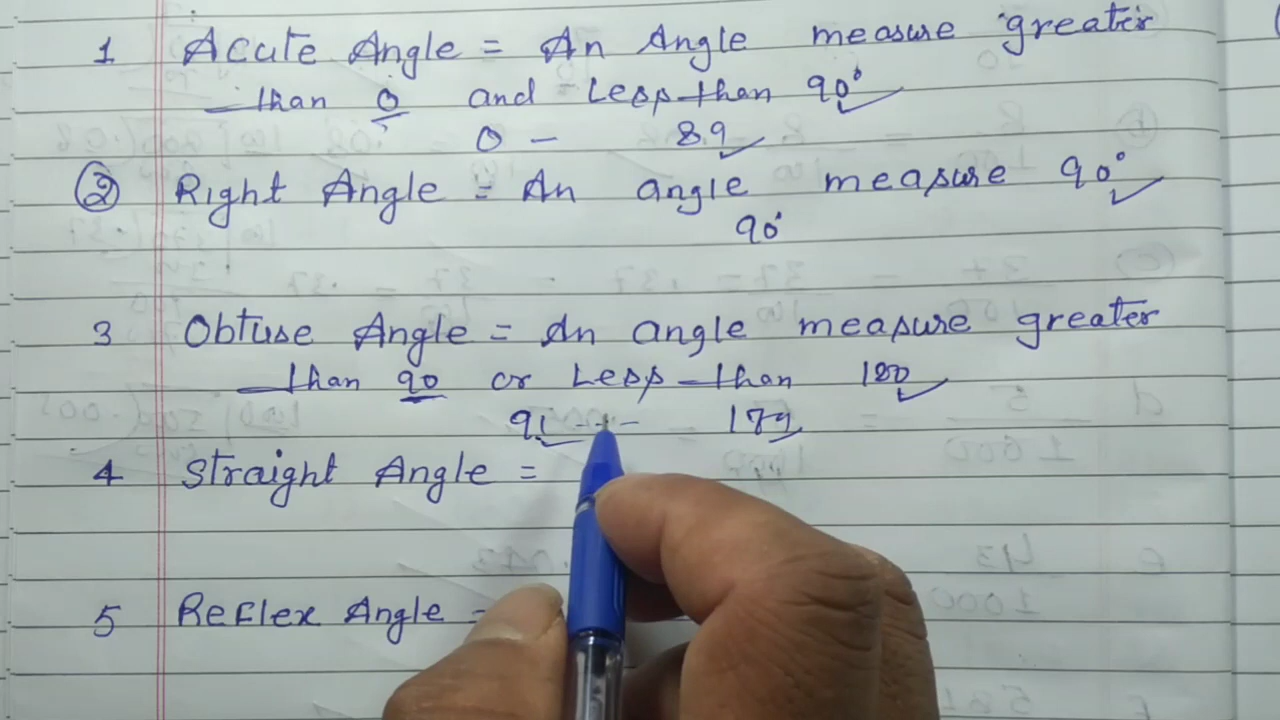 1 Acute Angle = An Angle measure greater
than 0 and Less than 90°
0 - 89
② Right Angle = An angle measure 90°
90°
3 Obtuse Angle = An angle measure greater
than 90 or Less than 180
91 --- 179
4 Straight Angle =
5 Reflex Angle =